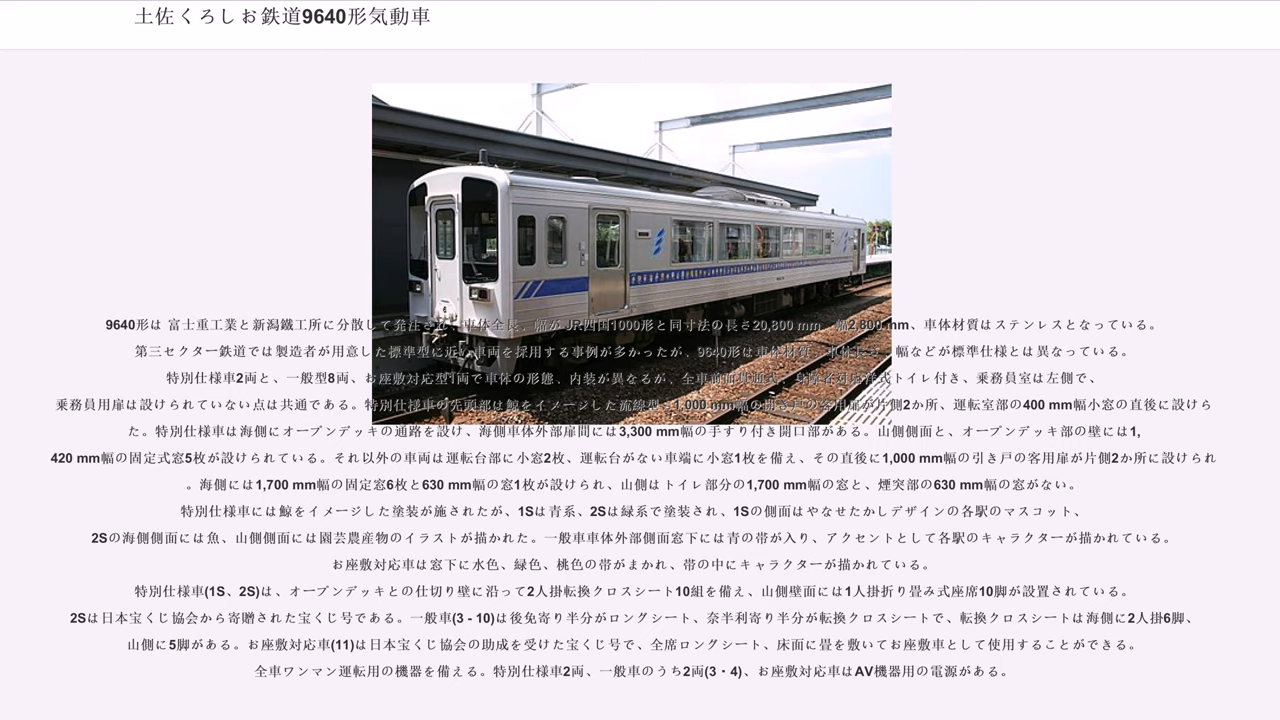 土佐くろしお鉄道9640形気動車
9640形は 富士重工業と新潟鐵工所に分散して発注され、車体全長、幅がJR四国1000形と同寸法の長さ20,800 mm、幅2,800 mm、車体材質はステンレスとなっている。
第三セクター鉄道では製造者が用意した標準型に近い車両を採用する事例が多かったが、9640形は車体材質、車体長さ、幅などが標準仕様とは異なっている。
特別仕様車2両と、一般型8両、お座敷対応型1両で車体の形態、内装が異なるが、全車前面貫通式、身障者対応洋式トイレ付き、乗務員室は左側で、
乗務員用扉は設けられていない点は共通である。特別仕様車の先頭部は鯨をイメージした流線型、1,000 mm幅の開き戸の客用扉が片側2か所、運転室部の400 mm幅小窓の直後に設けら
た。特別仕様車は海側にオープンデッキの通路を設け、海側車体外部扉間には3,300 mm幅の手すり付き開口部がある。山側側面と、オープンデッキ部の壁には1,
420 mm幅の固定式窓5枚が設けられている。それ以外の車両は運転台部に小窓2枚、運転台がない車端に小窓1枚を備え、その直後に1,000 mm幅の引き戸の客用扉が片側2か所に設けられ
。海側には1,700 mm幅の固定窓6枚と630 mm幅の窓1枚が設けられ、山側はトイレ部分の1,700 mm幅の窓と、煙突部の630 mm幅の窓がない。
特別仕様車には鯨をイメージした塗装が施されたが、1Sは青系、2Sは緑系で塗装され、1Sの側面はやなせたかしデザインの各駅のマスコット、
2Sの海側側面には魚、山側側面には園芸農産物のイラストが描かれた。一般車車体外部側面窓下には青の帯が入り、アクセントとして各駅のキャラクターが描かれている。
お座敷対応車は窓下に水色、緑色、桃色の帯がまかれ、帯の中にキャラクターが描かれている。
特別仕様車(1S、2S)は、オープンデッキとの仕切り壁に沿って2人掛転換クロスシート10組を備え、山側壁面には1人掛折り畳み式座席10脚が設置されている。
2Sは日本宝くじ協会から寄贈された宝くじ号である。一般車(3 - 10)は後免寄り半分がロングシート、奈半利寄り半分が転換クロスシートで、転換クロスシートは海側に2人掛6脚、
山側に5脚がある。お座敷対応車(11)は日本宝くじ協会の助成を受けた宝くじ号で、全席ロングシート、床面に畳を敷いてお座敷車として使用することができる。
全車ワンマン運転用の機器を備える。特別仕様車2両、一般車のうち2両(3・4)、お座敷対応車はAV機器用の電源がある。